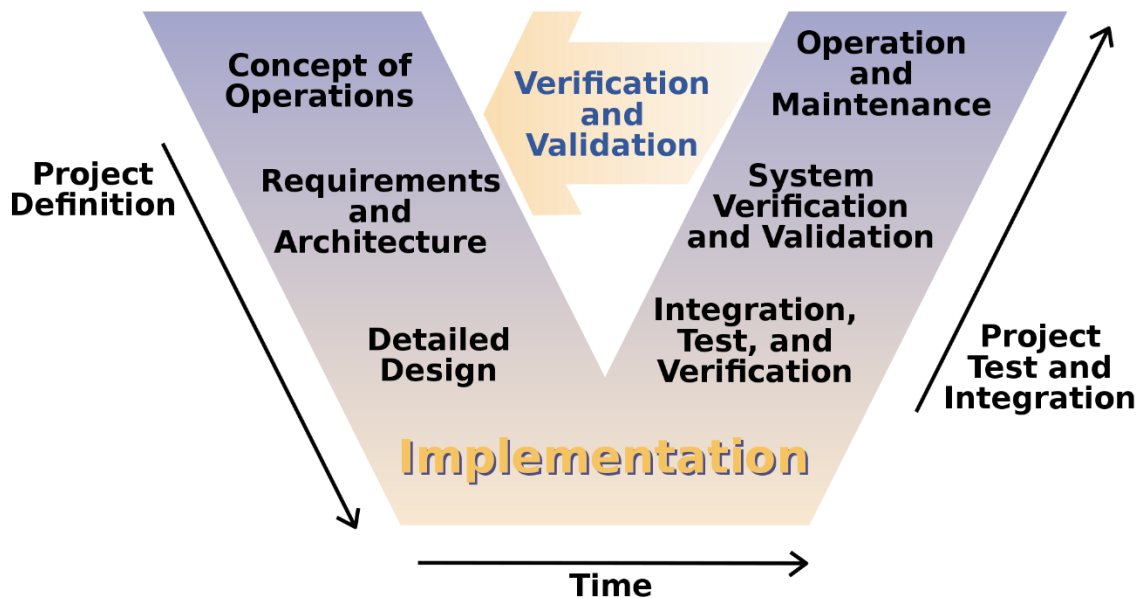 Concept of
Operations
Verification
and
Validation
Operation
and
Maintenance
Project
Definition
Requirements
and
Architecture
System
Verification
and Validation
Detailed
Design
Integration,
Test, and
Verification
Project
Test and
Integration
Implementation
Time